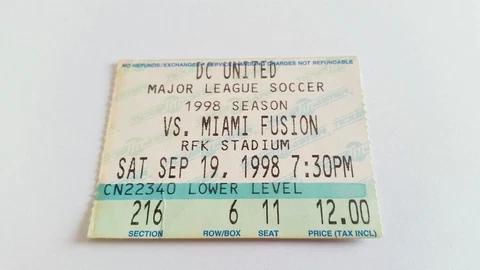 NO REFUNDS/EXCHANGES • SERVICE/HANDLING CHARGES NOT REFUNDABLE
DC UNITED
MAJOR LEAGUE SOCCER
1998 SEASON
VS. MIAMI FUSION
RFK STADIUM
SAT SEP 19, 1998 7:30PM
CN22340 LOWER LEVEL
216 6 11 12.00
SECTION ROW/BOX SEAT PRICE (TAX INCL)